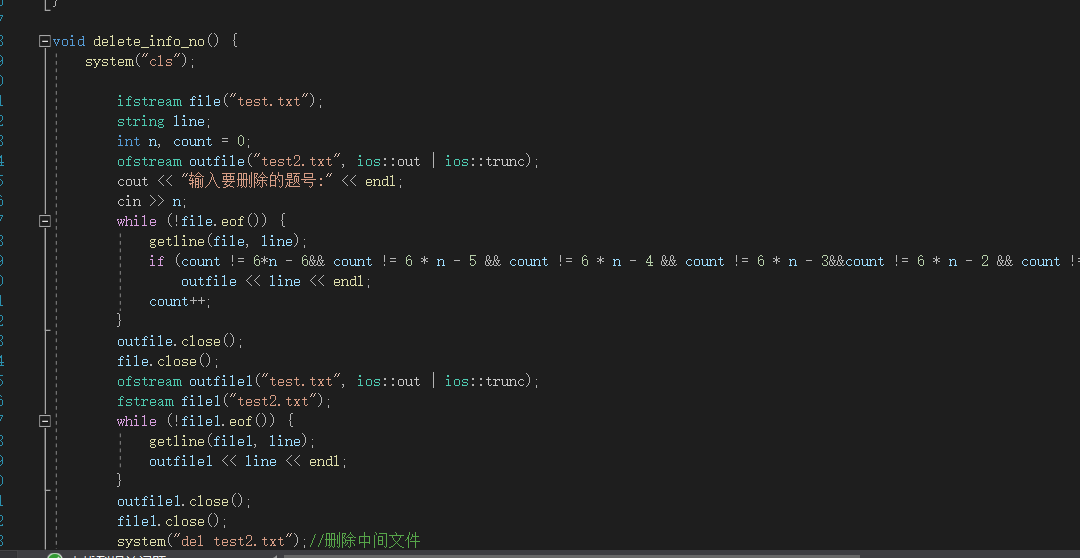 }
void delete_info_no() {
system("cls");
ifstream file("test.txt");
string line;
int n, count = 0;
ofstream outfile("test2.txt", ios::out | ios::trunc);
cout << "输入要删除的题号:" << endl;
cin >> n;
while (!file.eof()) {
getline(file, line);
if (count != 6*n - 6&& count != 6 * n - 5 && count != 6 * n - 4 && count != 6 * n - 3&&count != 6 * n - 2 && count !=
outfile << line << endl;
count++;
}
outfile.close();
file.close();
ofstream outfile1("test.txt", ios::out | ios::trunc);
fstream file1("test2.txt");
while (!file1.eof()) {
getline(file1, line);
outfile1 << line << endl;
}
outfile1.close();
file1.close();
system("del test2.txt");//删除中间文件